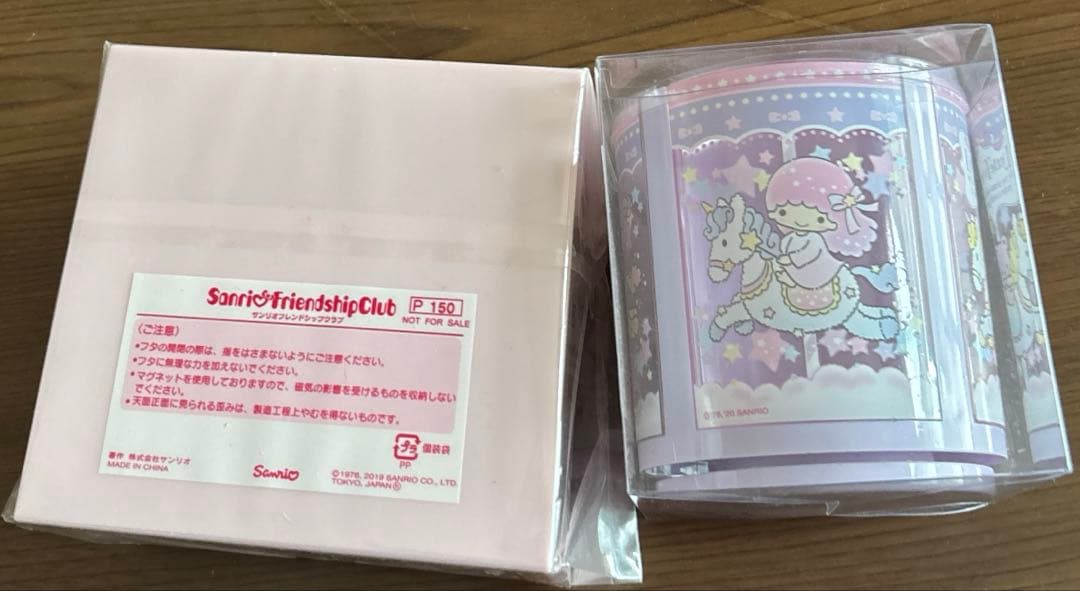 SanrioFriendshipClub P 150
サンリオフレンドシップクラブ NOT FOR SALE
〈ご注意〉
•フタの開閉の際は、指をはさまないようにご注意ください。
•フタに無理な力を加えないでください。
•マグネットを使用しておりますので、磁気の影響を受けるものを収納しない
でください。
•天面正面に見られる歪みは、製造工程上やむを得ないものです。
プラ 個装袋
PP
著作 株式会社サンリオ
MADE IN CHINA
Sanrio
©1976, 2019 SANRIO CO., LTD.
TOKYO, JAPAN Ⓢ
©'76, '20 SANRIO